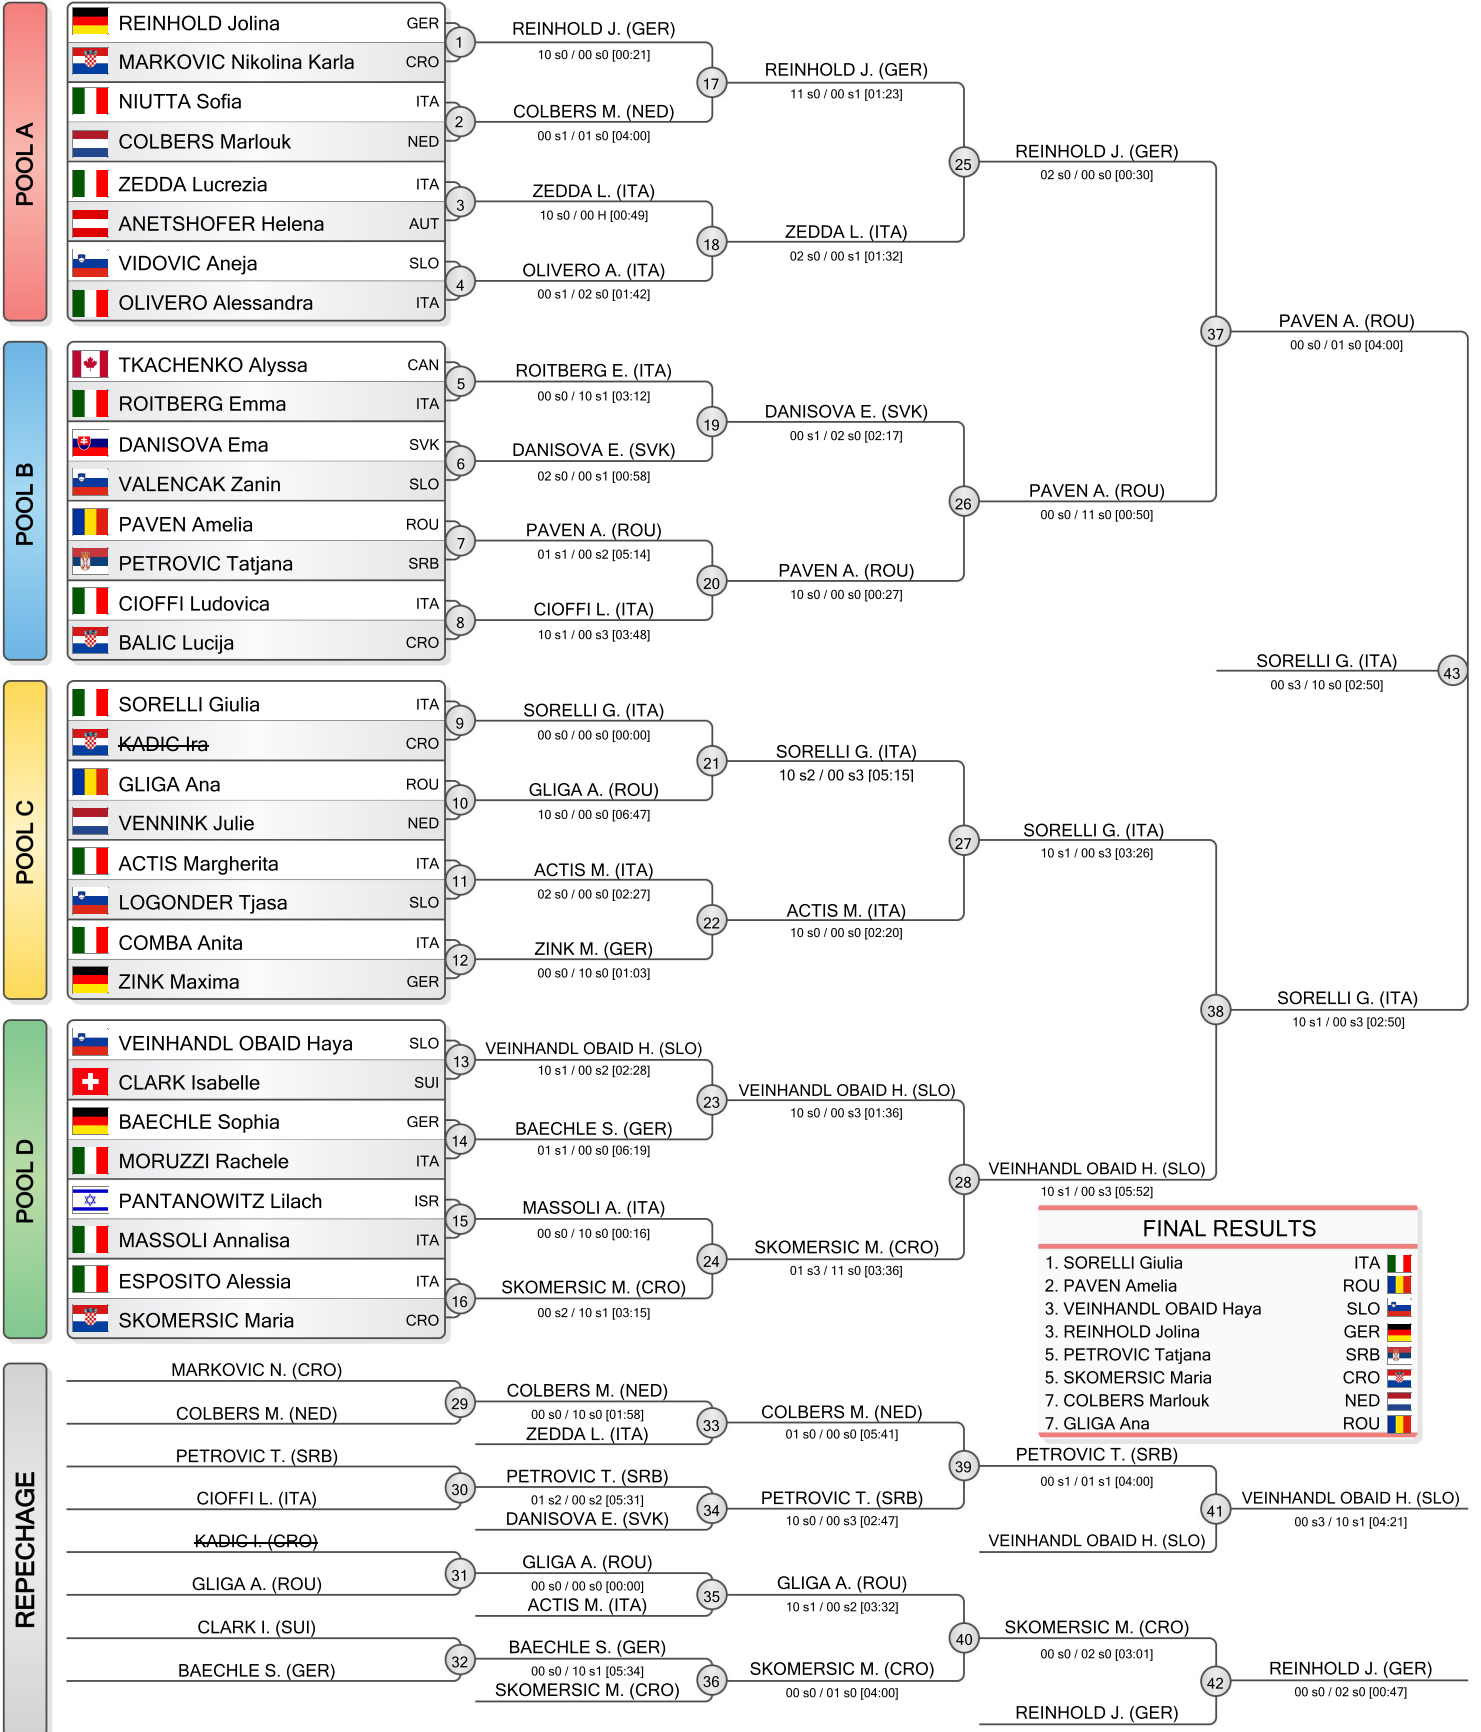 POOL A
REINHOLD Jolina GER
MARKOVIC Nikolina Karla CRO
NIUTTA Sofia ITA
COLBERS Marlouk NED
ZEDDA Lucrezia ITA
ANETSHOFER Helena AUT
VIDOVIC Aneja SLO
OLIVERO Alessandra ITA
1
REINHOLD J. (GER)
10 s0 / 00 s0 [00:21]
2
COLBERS M. (NED)
00 s1 / 01 s0 [04:00]
3
ZEDDA L. (ITA)
10 s0 / 00 H [00:49]
4
OLIVERO A. (ITA)
00 s1 / 02 s0 [01:42]
17
REINHOLD J. (GER)
11 s0 / 00 s1 [01:23]
18
ZEDDA L. (ITA)
02 s0 / 00 s1 [01:32]
25
REINHOLD J. (GER)
02 s0 / 00 s0 [00:30]
POOL B
TKACHENKO Alyssa CAN
ROITBERG Emma ITA
DANISOVA Ema SVK
VALENCAK Zanin SLO
PAVEN Amelia ROU
PETROVIC Tatjana SRB
CIOFFI Ludovica ITA
BALIC Lucija CRO
5
ROITBERG E. (ITA)
00 s0 / 10 s1 [03:12]
6
DANISOVA E. (SVK)
02 s0 / 00 s1 [00:58]
7
PAVEN A. (ROU)
01 s1 / 00 s2 [05:14]
8
CIOFFI L. (ITA)
10 s1 / 00 s3 [03:48]
19
DANISOVA E. (SVK)
00 s1 / 02 s0 [02:17]
20
PAVEN A. (ROU)
10 s0 / 00 s0 [00:27]
26
PAVEN A. (ROU)
00 s0 / 11 s0 [00:50]
37
PAVEN A. (ROU)
00 s0 / 01 s0 [04:00]
SORELLI G. (ITA)
00 s3 / 10 s0 [02:50]
43
POOL C
SORELLI Giulia ITA
KADIC Ira CRO
GLIGA Ana ROU
VENNINK Julie NED
ACTIS Margherita ITA
LOGONDER Tjasa SLO
COMBA Anita ITA
ZINK Maxima GER
9
SORELLI G. (ITA)
00 s0 / 00 s0 [00:00]
10
GLIGA A. (ROU)
10 s0 / 00 s0 [06:47]
11
ACTIS M. (ITA)
02 s0 / 00 s0 [02:27]
12
ZINK M. (GER)
00 s0 / 10 s0 [01:03]
21
SORELLI G. (ITA)
10 s2 / 00 s3 [05:15]
22
ACTIS M. (ITA)
10 s0 / 00 s0 [02:20]
27
SORELLI G. (ITA)
10 s1 / 00 s3 [03:26]
POOL D
VEINHANDL OBAID Haya SLO
CLARK Isabelle SUI
BAECHLE Sophia GER
MORUZZI Rachele ITA
PANTANOWITZ Lilach ISR
MASSOLI Annalisa ITA
ESPOSITO Alessia ITA
SKOMERSIC Maria CRO
13
VEINHANDL OBAID H. (SLO)
10 s1 / 00 s2 [02:28]
14
BAECHLE S. (GER)
01 s1 / 00 s0 [06:19]
15
MASSOLI A. (ITA)
00 s0 / 10 s0 [00:16]
16
SKOMERSIC M. (CRO)
00 s2 / 10 s1 [03:15]
23
VEINHANDL OBAID H. (SLO)
10 s0 / 00 s3 [01:36]
24
SKOMERSIC M. (CRO)
01 s3 / 11 s0 [03:36]
28
VEINHANDL OBAID H. (SLO)
10 s1 / 00 s3 [05:52]
38
SORELLI G. (ITA)
10 s1 / 00 s3 [02:50]
FINAL RESULTS
1. SORELLI Giulia ITA
2. PAVEN Amelia ROU
3. VEINHANDL OBAID Haya SLO
3. REINHOLD Jolina GER
5. PETROVIC Tatjana SRB
5. SKOMERSIC Maria CRO
7. COLBERS Marlouk NED
7. GLIGA Ana ROU
REPECHAGE
MARKOVIC N. (CRO)
COLBERS M. (NED)
PETROVIC T. (SRB)
CIOFFI L. (ITA)
KADIC I. (CRO)
GLIGA A. (ROU)
CLARK I. (SUI)
BAECHLE S. (GER)
29
COLBERS M. (NED)
00 s0 / 10 s0 [01:58]
ZEDDA L. (ITA)
30
PETROVIC T. (SRB)
01 s2 / 00 s2 [05:31]
DANISOVA E. (SVK)
31
GLIGA A. (ROU)
00 s0 / 00 s0 [00:00]
ACTIS M. (ITA)
32
BAECHLE S. (GER)
00 s0 / 10 s1 [05:34]
SKOMERSIC M. (CRO)
33
COLBERS M. (NED)
01 s0 / 00 s0 [05:41]
34
PETROVIC T. (SRB)
10 s0 / 00 s3 [02:47]
35
GLIGA A. (ROU)
10 s1 / 00 s2 [03:32]
36
SKOMERSIC M. (CRO)
00 s0 / 01 s0 [04:00]
39
PETROVIC T. (SRB)
00 s1 / 01 s1 [04:00]
VEINHANDL OBAID H. (SLO)
40
SKOMERSIC M. (CRO)
00 s0 / 02 s0 [03:01]
REINHOLD J. (GER)
41
VEINHANDL OBAID H. (SLO)
00 s3 / 10 s1 [04:21]
42
REINHOLD J. (GER)
00 s0 / 02 s0 [00:47]